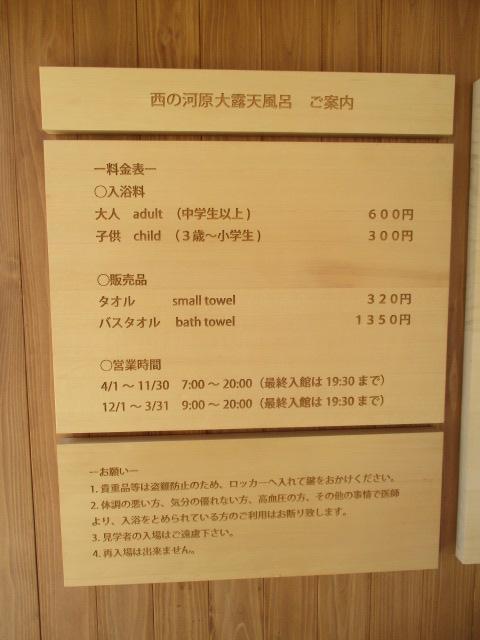 西の河原大露天風呂　ご案内
ー料金表ー
○入浴料
大人　adult　（中学生以上）　６００円
子供　child　（３歳～小学生）　３００円
○販売品
タオル　small towel　３２０円
バスタオル　bath towel　１３５０円
○営業時間
4/1 ～ 11/30　7:00 ～ 20:00（最終入館は 19:30 まで）
12/1 ～ 3/31　9:00 ～ 20:00（最終入館は 19:30 まで）
ーお願いー
1. 貴重品等は盗難防止のため、ロッカーへ入れて鍵をおかけください。
2. 体調の悪い方、気分の優れない方、高血圧の方、その他の事情で医師
より、入浴をとめられている方のご利用はお断り致します。
3. 見学者の入場はご遠慮下さい。
4. 再入場は出来ません。